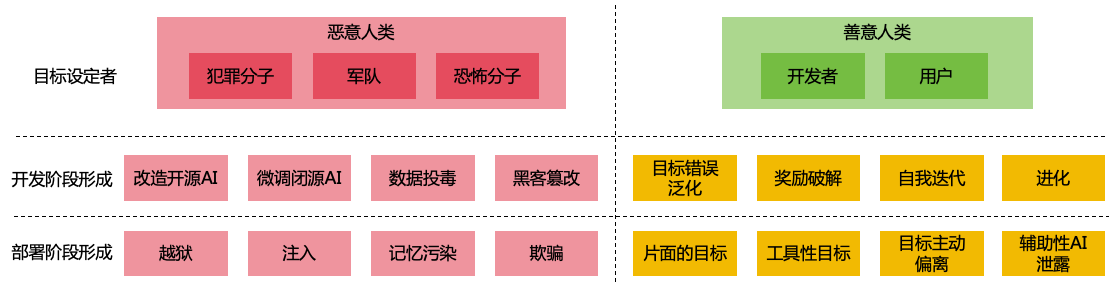 恶意人类
善意人类
目标设定者
犯罪分子
军队
恐怖分子
开发者
用户
开发阶段形成
改造开源AI
微调闭源AI
数据投毒
黑客篡改
目标错误
泛化
奖励破解
自我迭代
进化
部署阶段形成
越狱
注入
记忆污染
欺骗
片面的目标
工具性目标
目标主动
偏离
辅助性AI
泄露